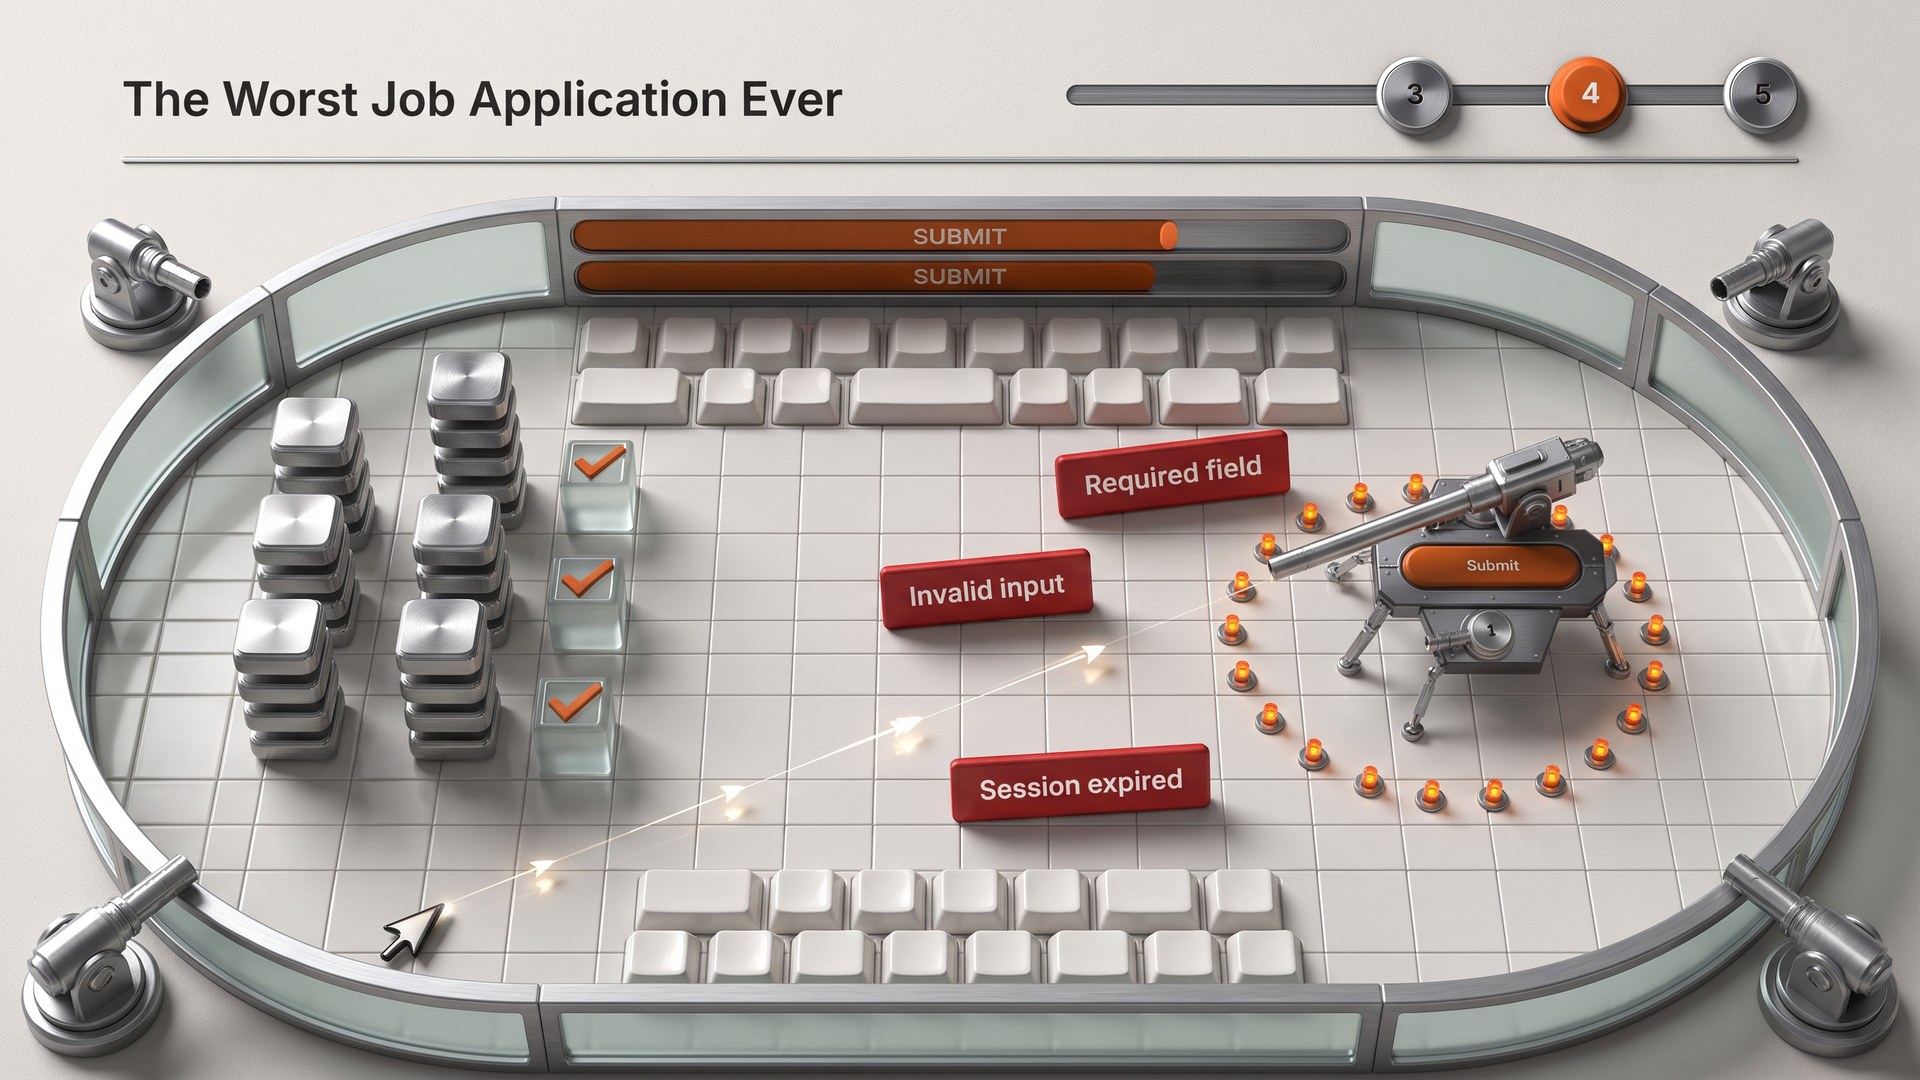 The Worst Job Application Ever
3
4
5
SUBMIT
SUBMIT
Required field
Invalid input
Submit
1
Session expired